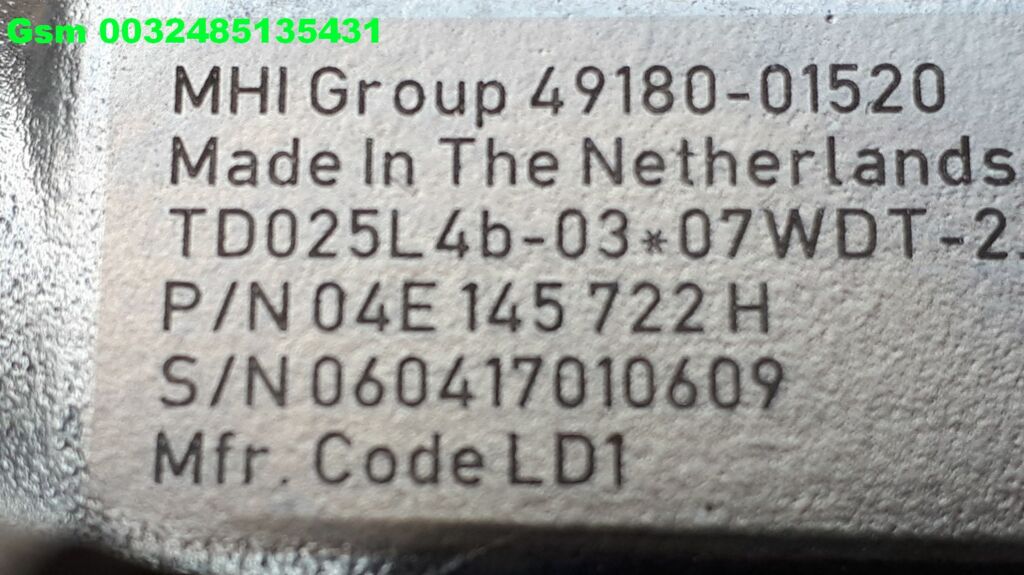 Gsm 0032485135431
MHI Group 49180-01520
Made In The Netherlands
TD025L4b-03*07WDT-2.
P/N 04E 145 722 H
S/N 060417010609
Mfr. Code LD1